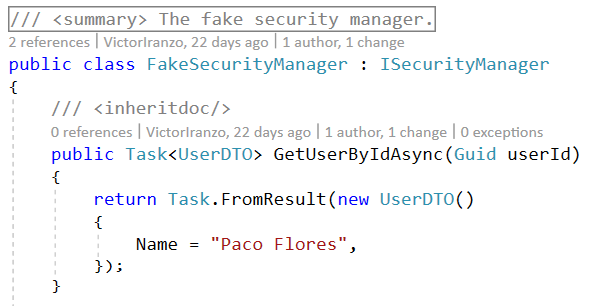 /// <summary> The fake security manager.
2 references | VictorIranzo, 22 days ago | 1 author, 1 change
public class FakeSecurityManager : ISecurityManager
{
/// <inheritdoc/>
0 references | VictorIranzo, 22 days ago | 1 author, 1 change | 0 exceptions
public Task<UserDTO> GetUserByIdAsync(Guid userId)
{
return Task.FromResult(new UserDTO()
{
Name = "Paco Flores",
});
}